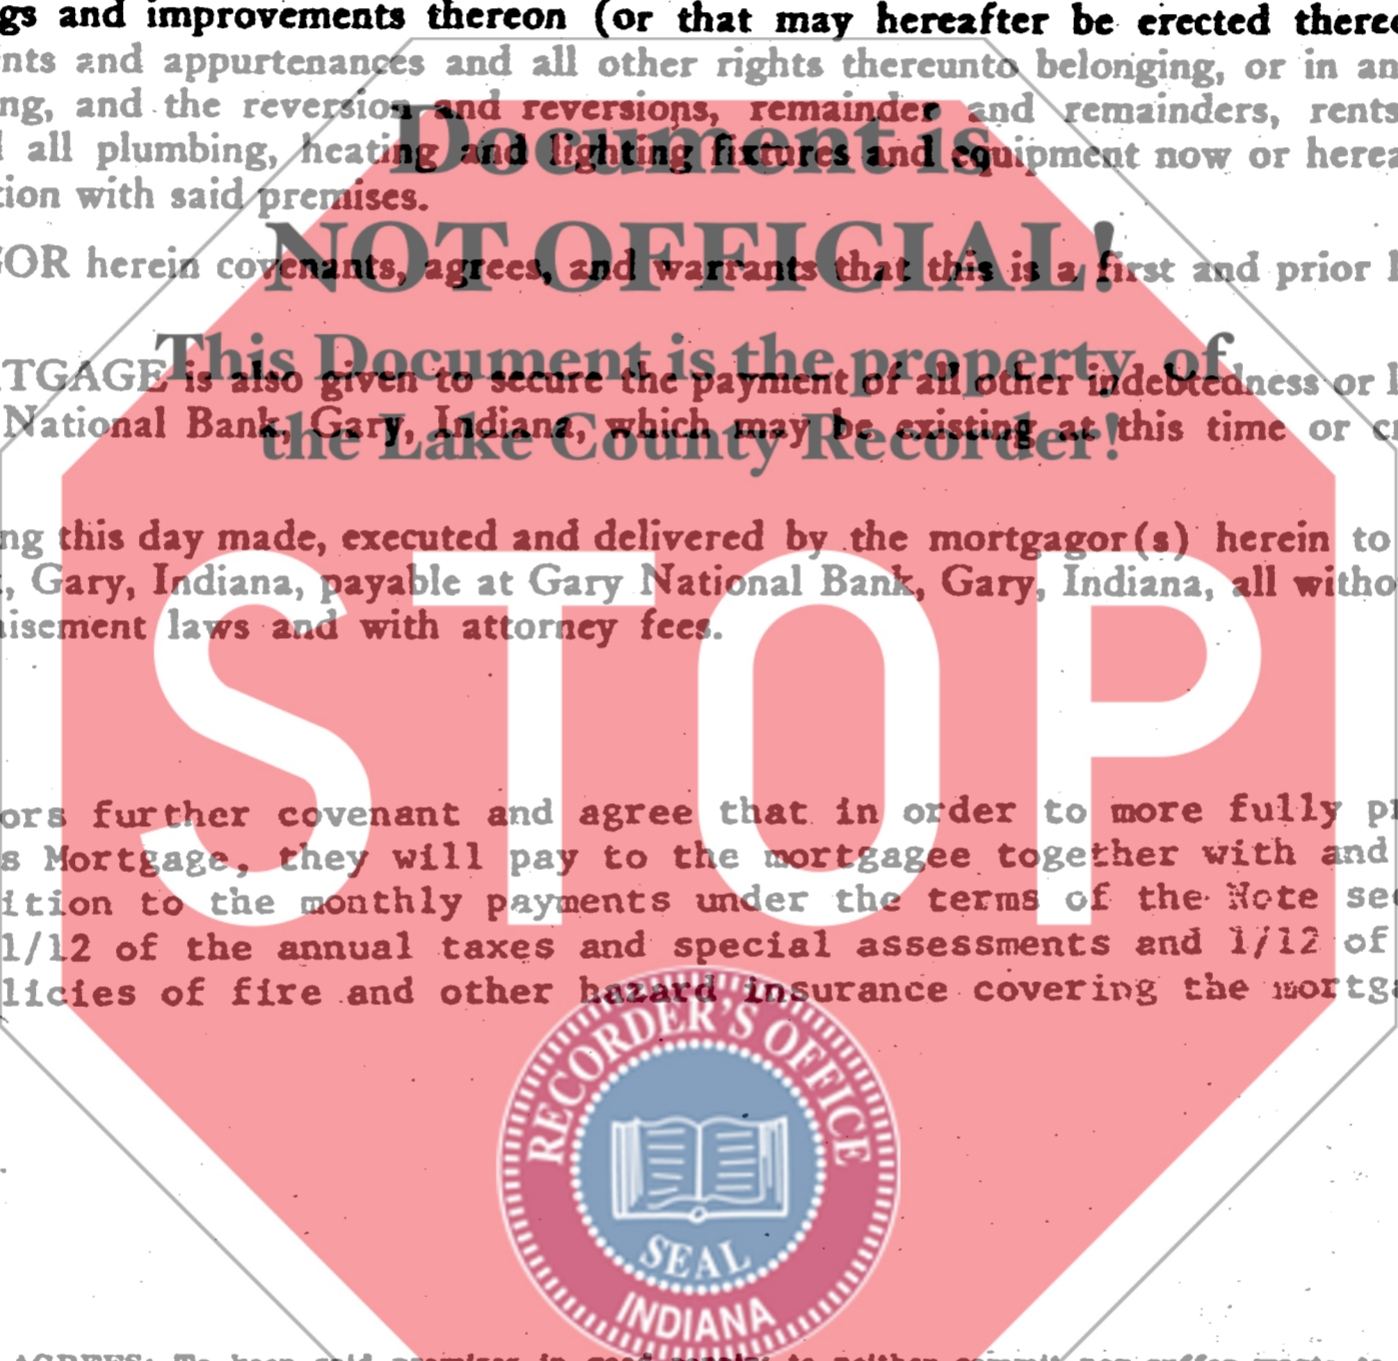 gs and improvements thereon (or that may hereafter be erected there
nts and appurtenances and all other rights thereunto belonging, or in an
ng, and the reversion and reversions, remainder and remainders, rents
all plumbing, heating and lighting fixtures and equipment now or herea
tion with said premises.
OR herein covenants, agrees, and warrants that this is a first and prior
TGAGE is also given to secure the payment of all other indebtedness or
National Bank, Gary, Indiana, which may be existing at this time or c
ng this day made, executed and delivered by the mortgagor(s) herein to
, Gary, Indiana, payable at Gary National Bank, Gary, Indiana, all witho
isement laws and with attorney fees.
ors further covenant and agree that in order to more fully p
s Mortgage, they will pay to the mortgagee together with and
ition to the monthly payments under the terms of the Note se
1/12 of the annual taxes and special assessments and 1/12 of
licies of fire and other hazard insurance covering the mortga
Document is
NOT OFFICIAL!
This Document is the property of
the Lake County Recorder!
STOP
RECORDER'S OFFICE
SEAL
INDIANA